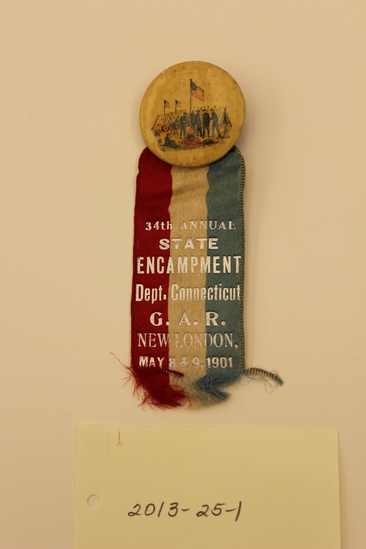 34th ANNUAL
STATE
ENCAMPMENT
Dept. Connecticut
G. A. R.
NEW LONDON,
MAY 8 & 9, 1901
2013-25-1